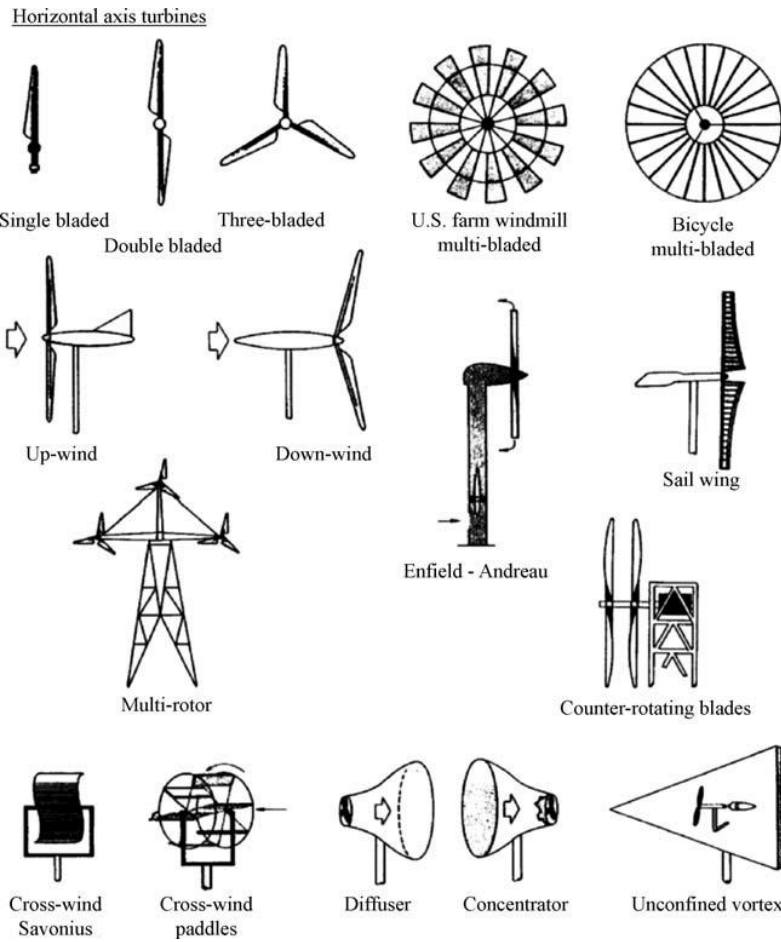 Horizontal axis turbines
Single bladed
Double bladed
Three-bladed
U.S. farm windmill
multi-bladed
Bicycle
multi-bladed
Up-wind
Down-wind
Enfield - Andreau
Sail wing
Multi-rotor
Counter-rotating blades
Cross-wind
Savonius
Cross-wind
paddles
Diffuser
Concentrator
Unconfined vortex